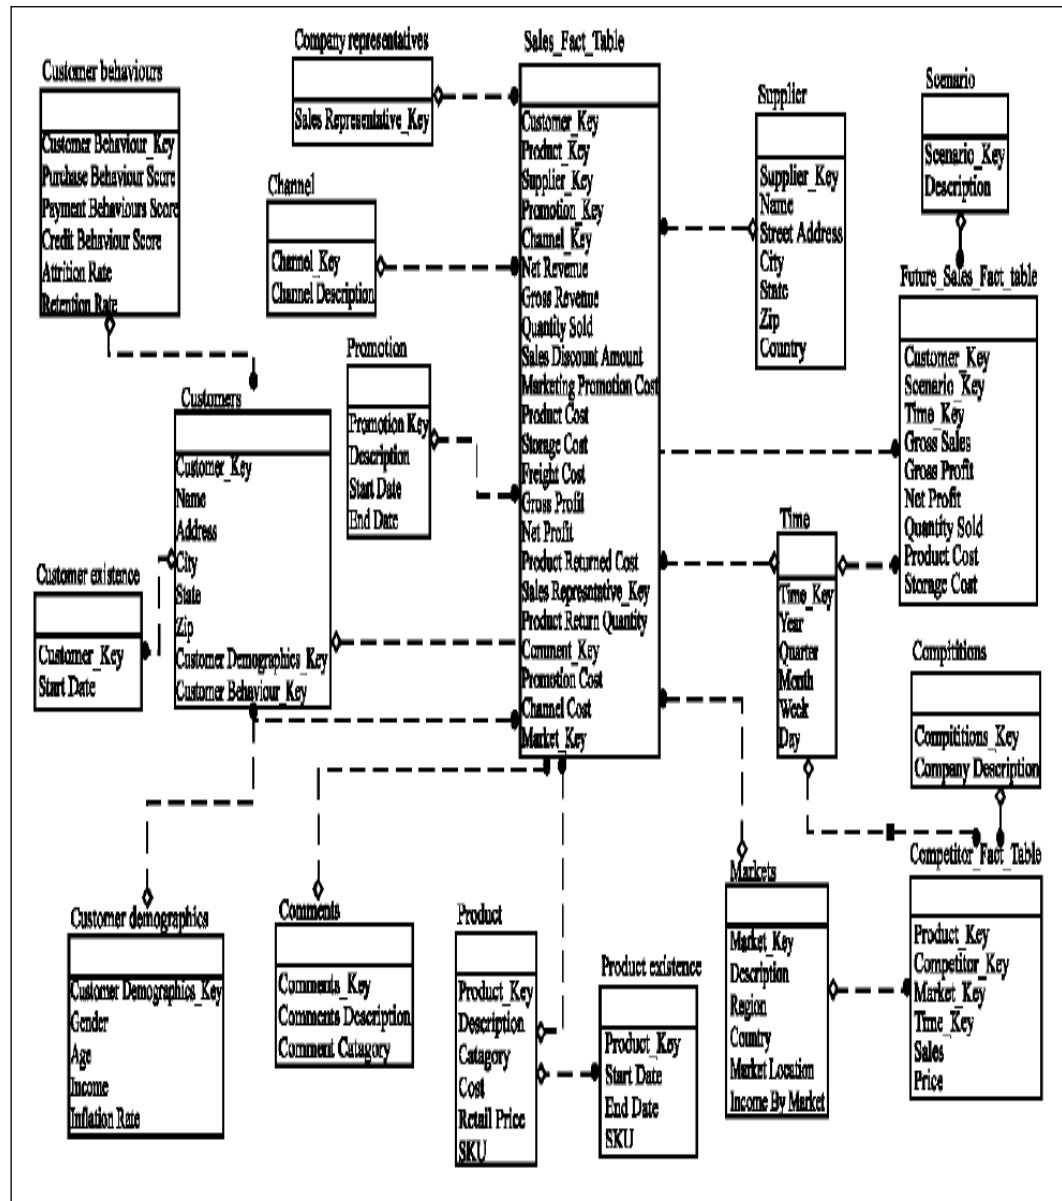 Company representatives
Sales Representative_Key
Customer behaviours
Customer Behaviour_Key
Purchase Behaviour Score
Payment Behaviours Score
Credit Behaviour Score
Attrition Rate
Retention Rate
Channel
Channel_Key
Channel Description
Promotion
Promotion Key
Description
Start Date
End Date
Customers
Customer_Key
Name
Address
City
State
Zip
Customer Demographics_Key
Customer Behaviour_Key
Customer existence
Customer_Key
Start Date
Sales_Fact_Table
Customer_Key
Product_Key
Supplier_Key
Promotion_Key
Channel_Key
Net Revenue
Gross Revenue
Quantity Sold
Sales Discount Amount
Marketing Promotion Cost
Product Cost
Storage Cost
Freight Cost
Gross Profit
Net Profit
Product Returned Cost
Sales Represntative_Key
Product Return Quantity
Comment_Key
Promotion Cost
Channel Cost
Market_Key
Supplier
Supplier_Key
Name
Street Address
City
State
Zip
Country
Scenario
Scenario_Key
Description
Future_Sales_Fact_table
Customer_Key
Scenario_Key
Time_Key
Gross Sales
Gross Profit
Net Profit
Quantity Sold
Product Cost
Storage Cost
Time
Time_Key
Year
Quarter
Month
Week
Day
Compititions
Compititions_Key
Company Description
Customer demographics
Customer Demographics_Key
Gender
Age
Income
Inflation Rate
Comments
Comments_Key
Comments Description
Comment Catagory
Product
Product_Key
Description
Catagory
Cost
Retail Price
SKU
Product existence
Product_Key
Start Date
End Date
SKU
Markets
Market_Key
Description
Region
Country
Market Location
Income By Market
Competitor_Fact_Table
Product_Key
Competitor_Key
Market_Key
Time_Key
Sales
Price